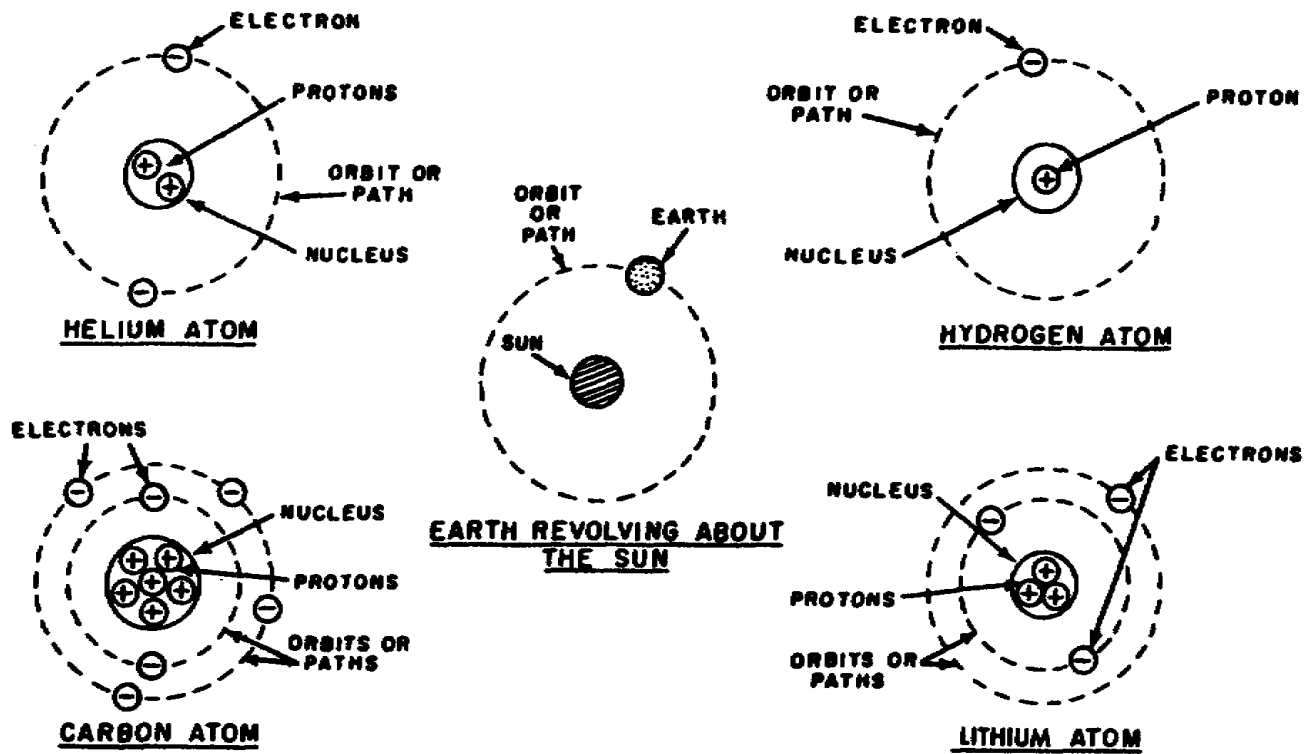 ELECTRON
PROTONS
ORBIT OR
PATH
NUCLEUS
HELIUM ATOM
ELECTRON
ORBIT OR
PATH
PROTON
NUCLEUS
HYDROGEN ATOM
ORBIT
OR
PATH
EARTH
SUN
EARTH REVOLVING ABOUT
THE SUN
ELECTRONS
NUCLEUS
PROTONS
ORBITS OR
PATHS
CARBON ATOM
ELECTRONS
NUCLEUS
PROTONS
ORBITS OR
PATHS
LITHIUM ATOM